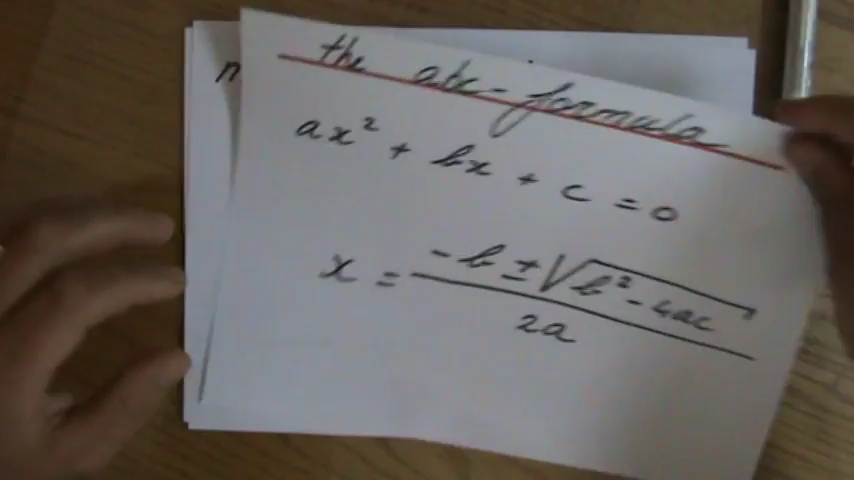 the abc-formula
ax² + bx + c = 0
x = -b ± √b² - 4ac
2a